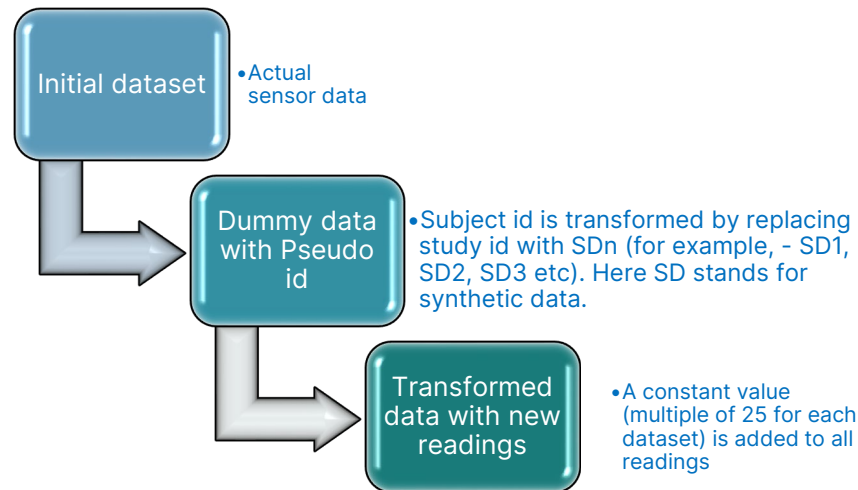 Initial dataset
•Actual
sensor data
Dummy data
with Pseudo
id
•Subject id is transformed by replacing
study id with SDn (for example, - SD1,
SD2, SD3 etc). Here SD stands for
synthetic data.
Transformed
data with new
readings
•A constant value
(multiple of 25 for each
dataset) is added to all
readings